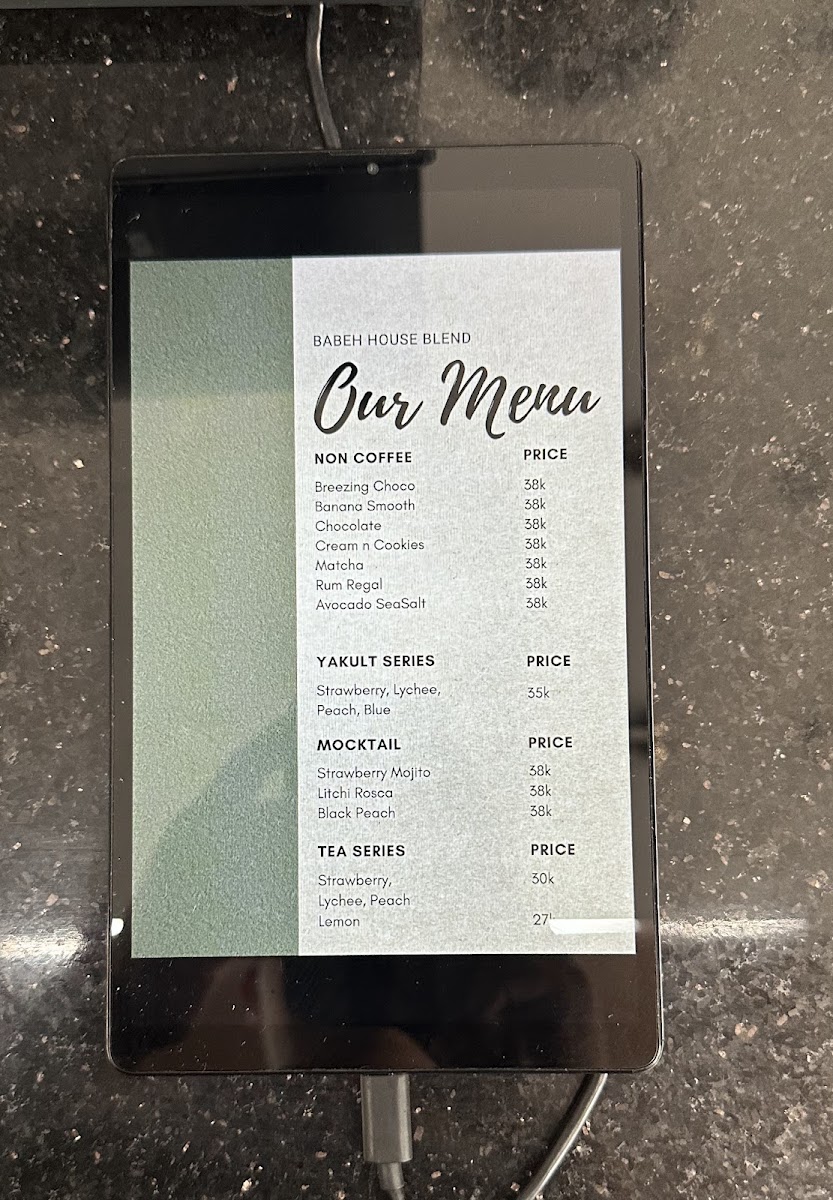 BABEH HOUSE BLEND
Our Menu
NON COFFEE PRICE
Breezing Choco 38k
Banana Smooth 38k
Chocolate 38k
Cream n Cookies 38k
Matcha 38k
Rum Regal 38k
Avocado SeaSalt 38k
YAKULT SERIES PRICE
Strawberry, Lychee, 35k
Peach, Blue
MOCKTAIL PRICE
Strawberry Mojito 38k
Litchi Rosca 38k
Black Peach 38k
TEA SERIES PRICE
Strawberry, 30k
Lychee, Peach
Lemon